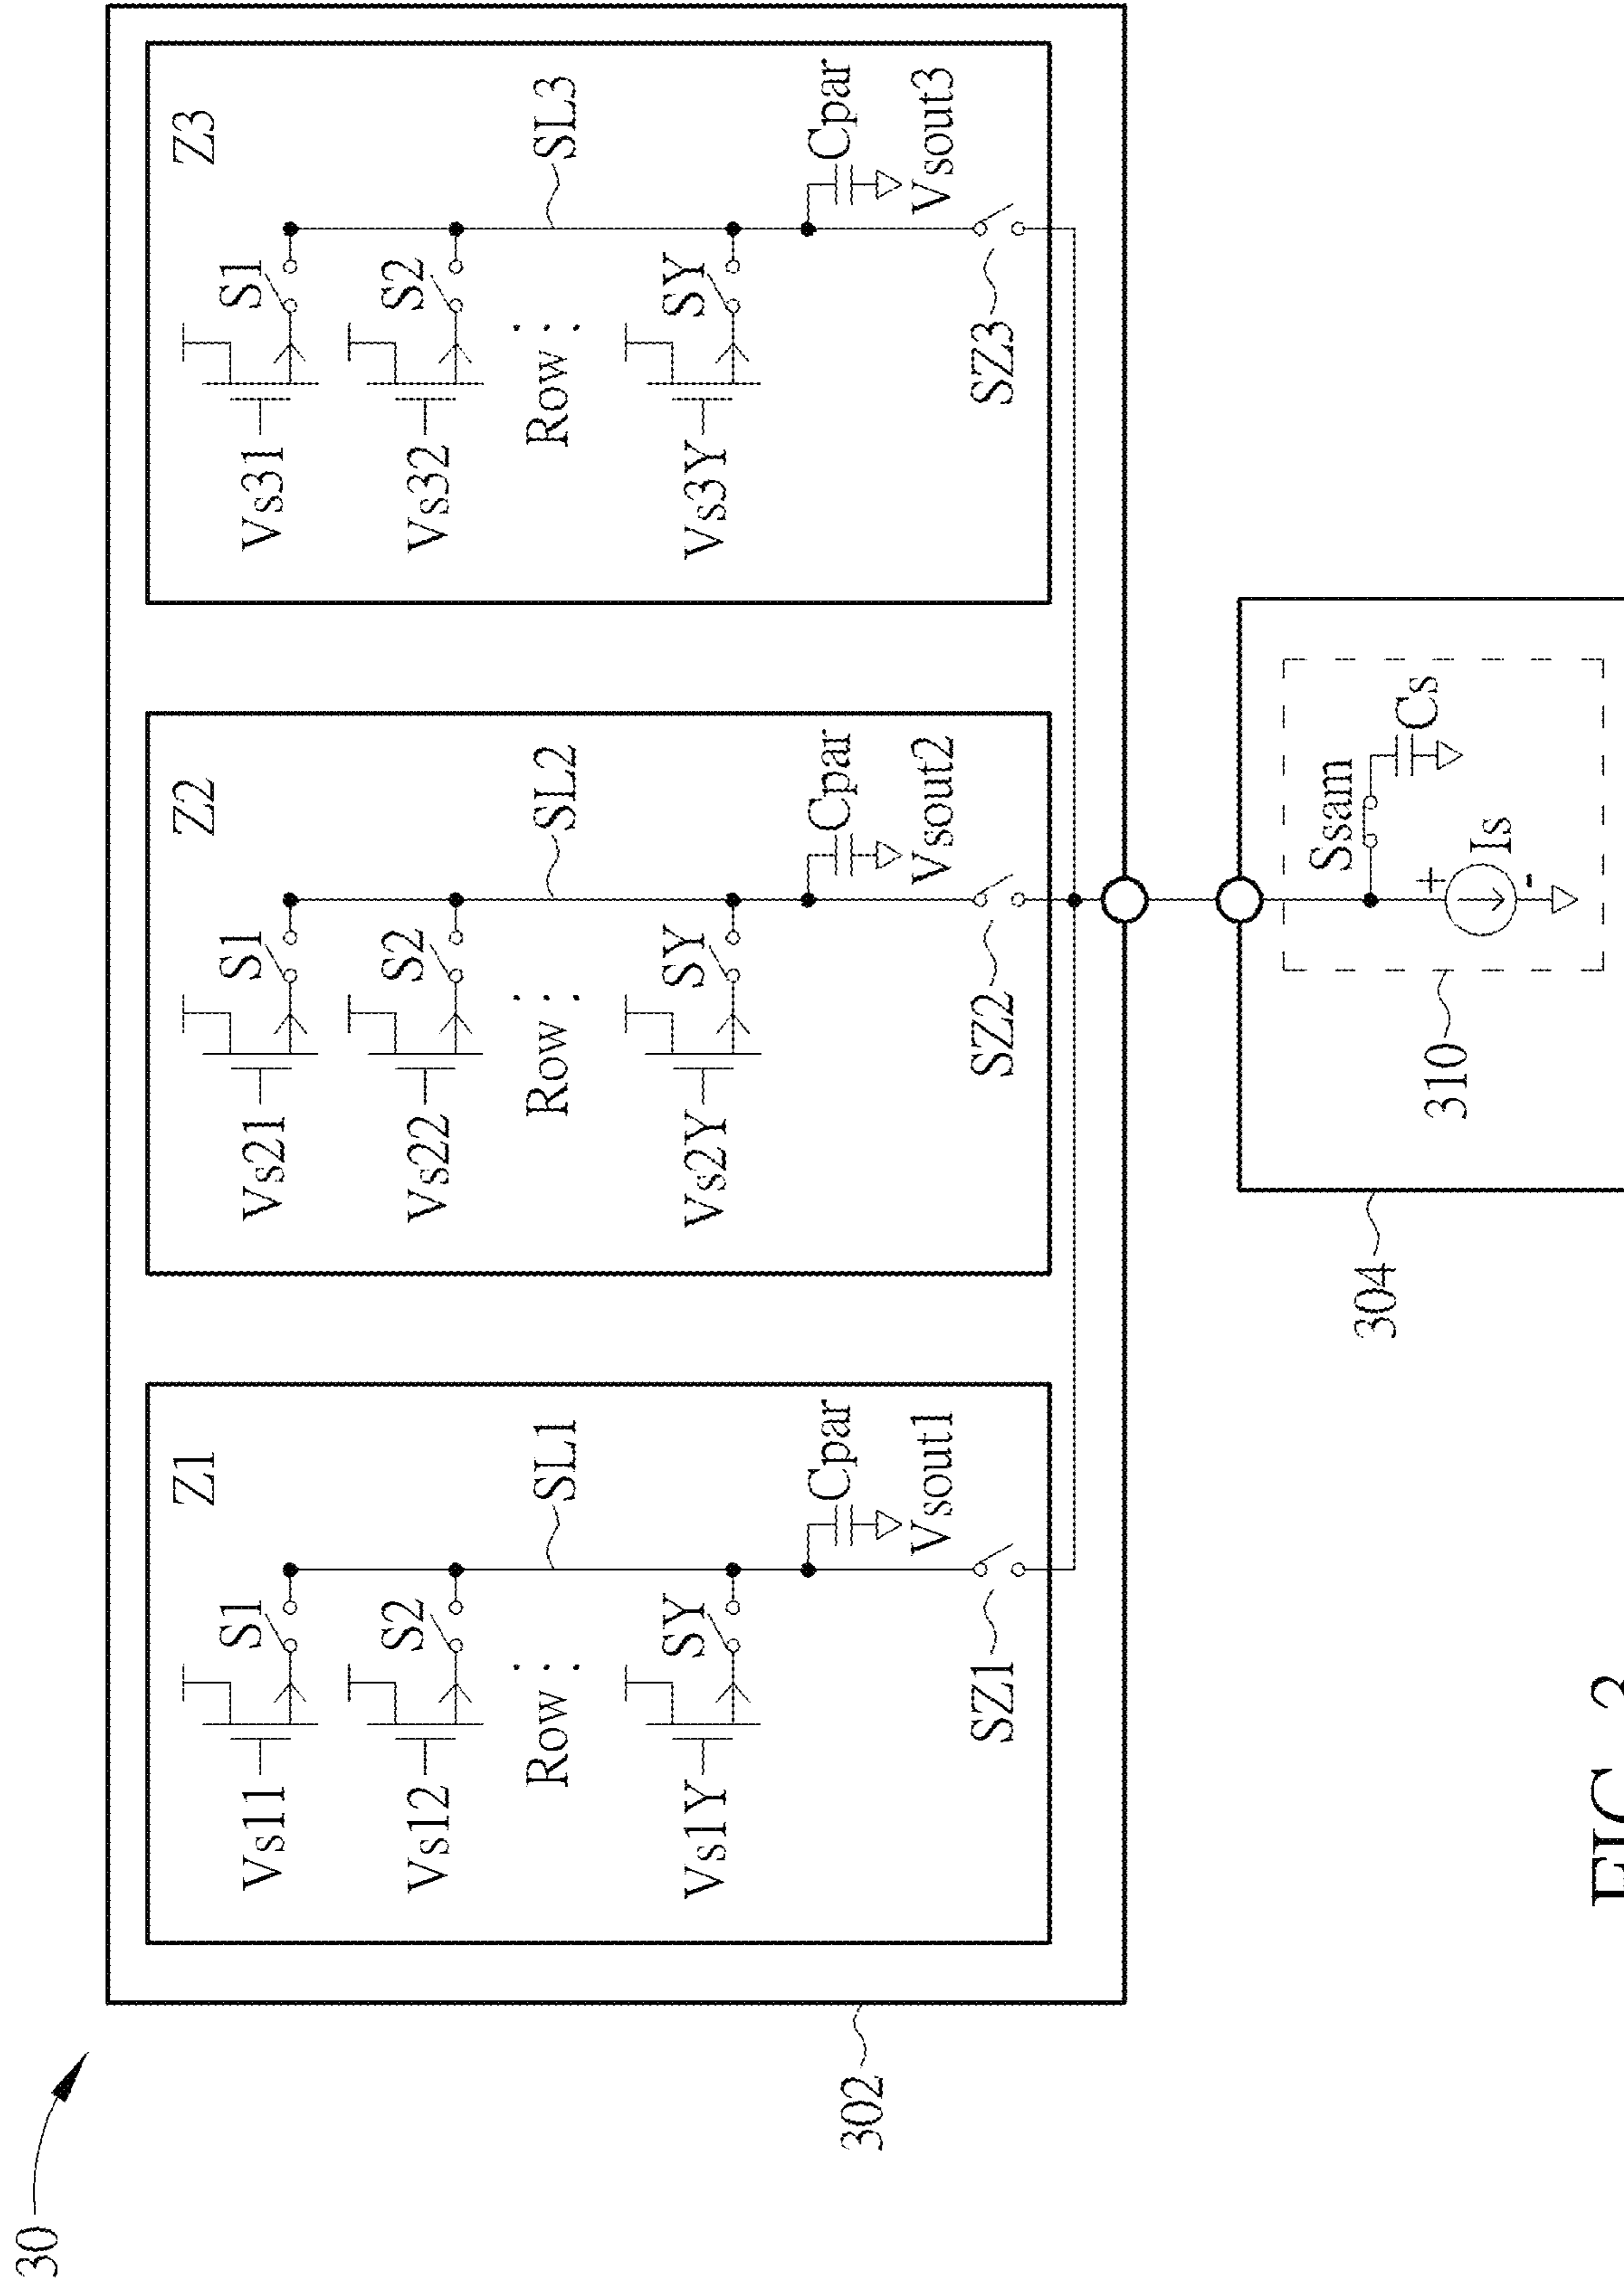 30
302
Z1
Vs11
S1
Vs12
S2
SL1
Row
Vs1Y
SY
Cpar
Vsout1
SZ1
Z2
Vs21
S1
Vs22
S2
SL2
Row
Vs2Y
SY
Cpar
Vsout2
SZ2
Z3
Vs31
S1
Vs32
S2
SL3
Row
Vs3Y
SY
Cpar
Vsout3
SZ3
304
310
Ssam
Cs
+
Is
-
FIG. 3